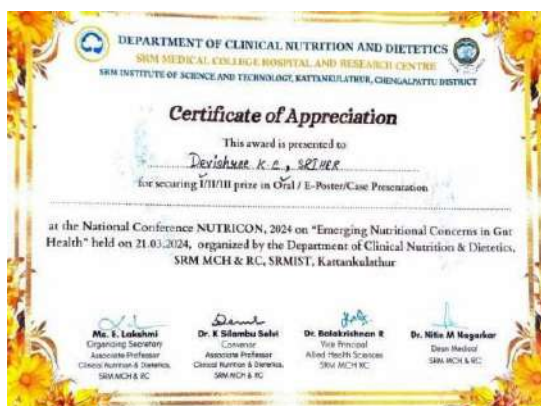 DEPARTMENT OF CLINICAL NUTRITION AND DIETETICS
SRM MEDICAL COLLEGE HOSPITAL AND RESEARCH CENTRE
SRM INSTITUTE OF SCIENCE AND TECHNOLOGY, KATTANKULATHUR, CHENGALPATTU DISTRICT
Certificate of Appreciation
This award is presented to
Devishree K.C, SRIHER
for securing I/II/III prize in Oral / E-Poster/Case Presentation
at the National Conference NUTRICON, 2024 on "Emerging Nutritional Concerns in Gut
Health" held on 21.03.2024, organized by the Department of Clinical Nutrition & Dietetics,
SRM MCH & RC, SRMIST, Kattankulathur
Ms. E. Lakshmi
Organizing Secretary
Associate Professor
Clinical Nutrition & Dietetics,
SRM MCH & RC
Dr. K Silambu Selvi
Convenor
Associate Professor
Clinical Nutrition & Dietetics,
SRM MCH & RC
Dr. Balakrishnan R
Vice Principal
Allied Health Sciences
SRM MCH RC
Dr. Nitin M Nagarkar
Dean Medical
SRM MCH & RC